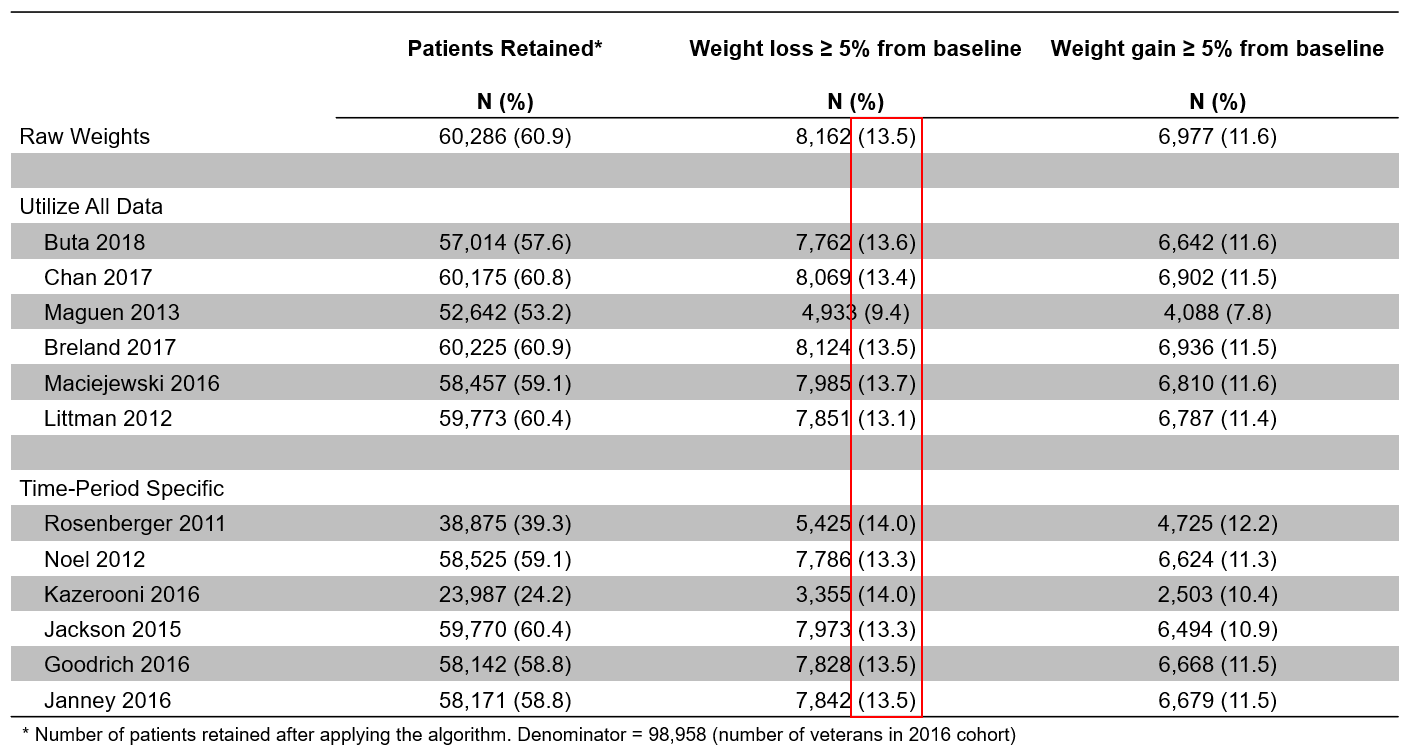 Patients Retained* Weight loss ≥ 5% from baseline Weight gain ≥ 5% from baseline
N (%) N (%) N (%)
Raw Weights 60,286 (60.9) 8,162 (13.5) 6,977 (11.6)
Utilize All Data
Buta 2018 57,014 (57.6) 7,762 (13.6) 6,642 (11.6)
Chan 2017 60,175 (60.8) 8,069 (13.4) 6,902 (11.5)
Maguen 2013 52,642 (53.2) 4,933 (9.4) 4,088 (7.8)
Breland 2017 60,225 (60.9) 8,124 (13.5) 6,936 (11.5)
Maciejewski 2016 58,457 (59.1) 7,985 (13.7) 6,810 (11.6)
Littman 2012 59,773 (60.4) 7,851 (13.1) 6,787 (11.4)
Time-Period Specific
Rosenberger 2011 38,875 (39.3) 5,425 (14.0) 4,725 (12.2)
Noel 2012 58,525 (59.1) 7,786 (13.3) 6,624 (11.3)
Kazerooni 2016 23,987 (24.2) 3,355 (14.0) 2,503 (10.4)
Jackson 2015 59,770 (60.4) 7,973 (13.3) 6,494 (10.9)
Goodrich 2016 58,142 (58.8) 7,828 (13.5) 6,668 (11.5)
Janney 2016 58,171 (58.8) 7,842 (13.5) 6,679 (11.5)
* Number of patients retained after applying the algorithm. Denominator = 98,958 (number of veterans in 2016 cohort)